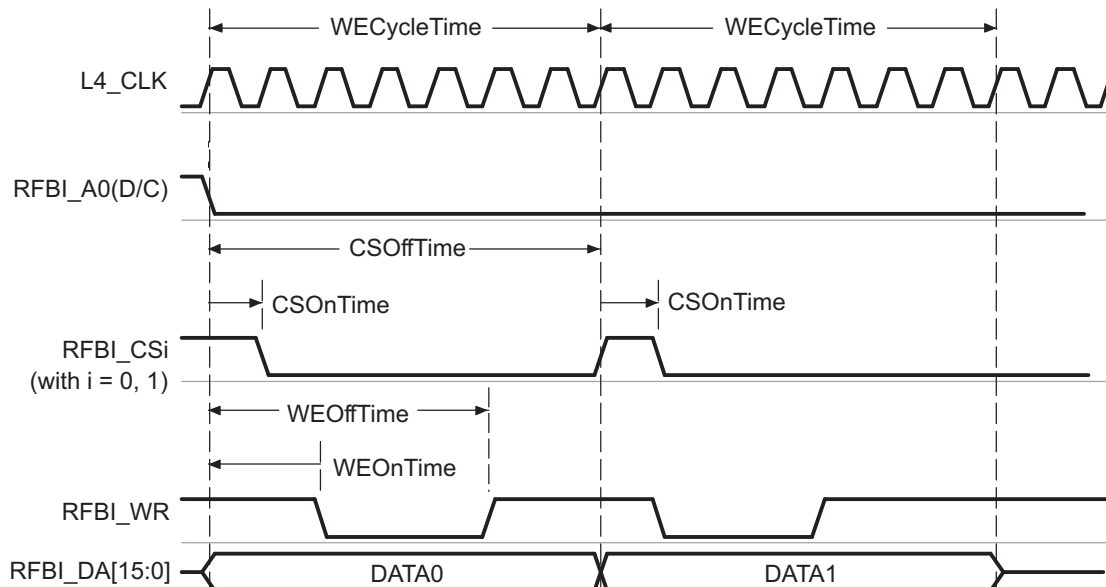 WECycleTime WECycleTime
L4_CLK
RFBI_A0(D/C)
CSOffTime
CSOnTime CSOnTime
RFBI_CSi
(with i = 0, 1)
WEOffTime
WEOnTime
RFBI_WR
RFBI_DA[15:0] DATA0 DATA1